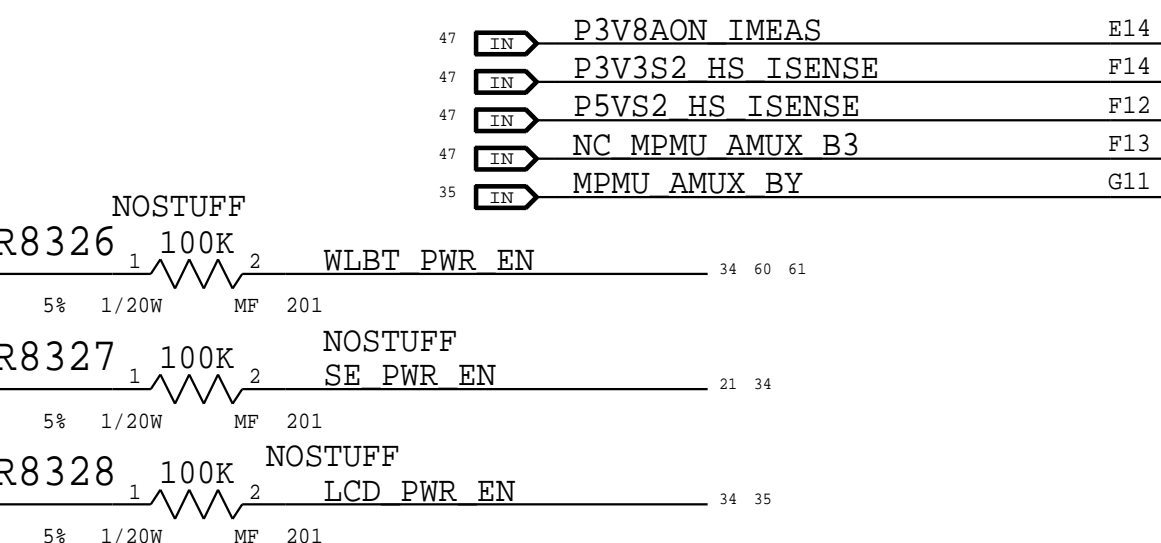 47 IN P3V8AON_IMEAS E14
47 IN P3V3S2_HS_ISENSE F14
47 IN P5VS2_HS_ISENSE F12
47 IN NC_MPMU_AMUX_B3 F13
35 IN MPMU_AMUX_BY G11
NOSTUFF
R8326 1 100K 2 WLBT_PWR_EN 34 60 61
5% 1/20W MF 201
NOSTUFF
R8327 1 100K 2 SE_PWR_EN 21 34
5% 1/20W MF 201
NOSTUFF
R8328 1 100K 2 LCD_PWR_EN 34 35
5% 1/20W MF 201